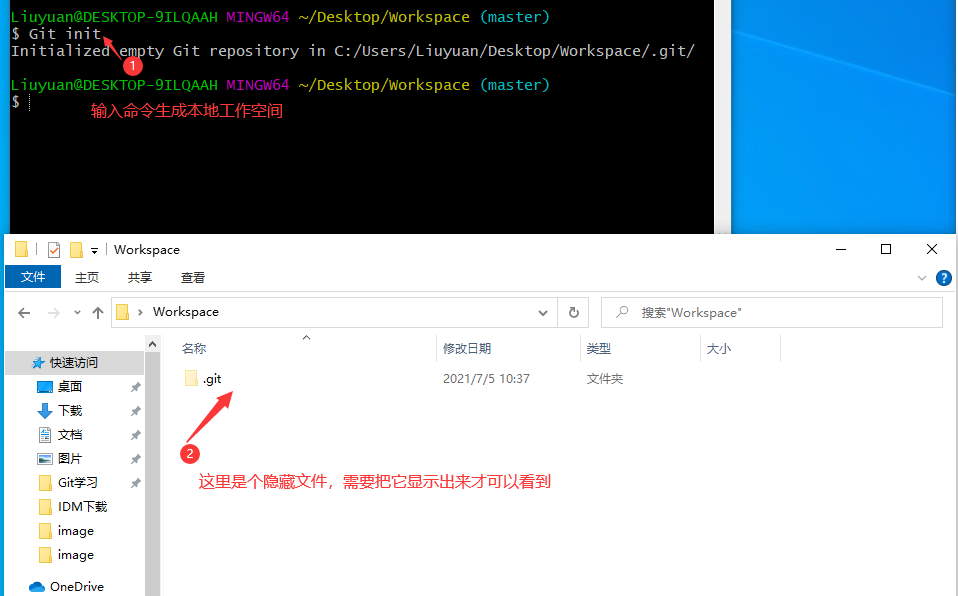 Liuyuan@DESKTOP-9ILQAAH MINGW64 ~/Desktop/Workspace (master)
$ Git init
Initialized empty Git repository in C:/Users/Liuyuan/Desktop/Workspace/.git/
1
Liuyuan@DESKTOP-9ILQAAH MINGW64 ~/Desktop/Workspace (master)
$
输入命令生成本地工作空间
Workspace
文件 主页 共享 查看
Workspace 搜索"Workspace"
名称 修改日期 类型 大小
快速访问
.git 2021/7/5 10:37 文件夹
桌面
下载
文档
2
图片
这里是个隐藏文件，需要把它显示出来才可以看到
Git学习
IDM下载
image
image
OneDrive